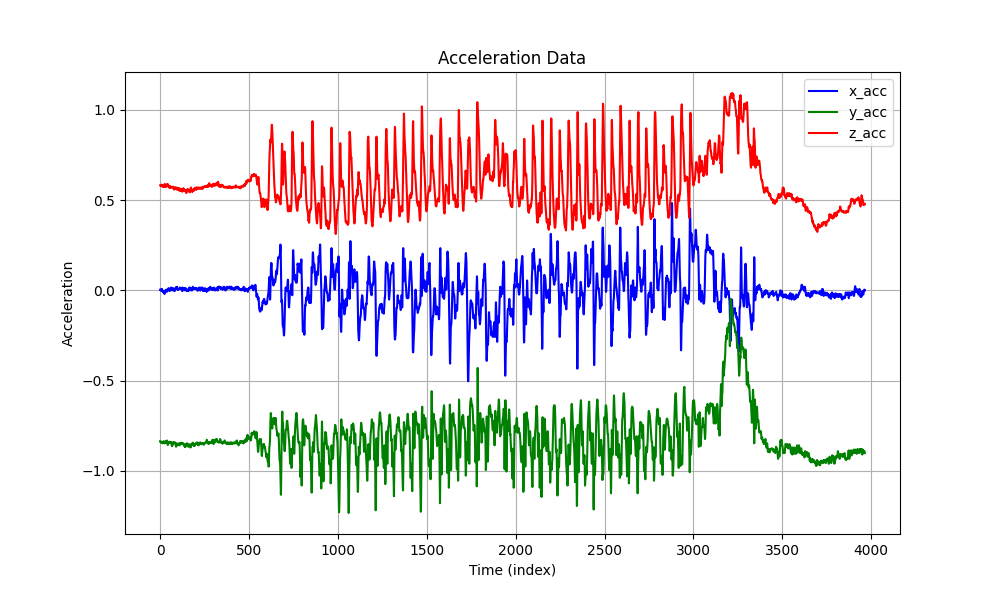 Acceleration Data
x_acc
y_acc
z_acc
1.0
0.5
0.0
−0.5
−1.0
Acceleration
0 500 1000 1500 2000 2500 3000 3500 4000
Time (index)